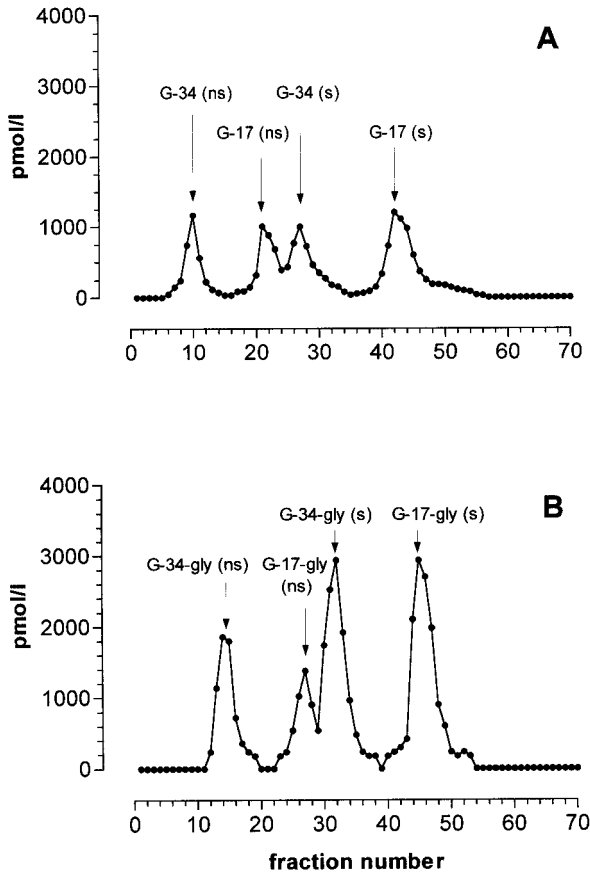 A
4000
3000
2000
1000
0
pmol/l
G-34 (ns)
G-34 (s)
G-17 (ns)
G-17 (s)
0 10 20 30 40 50 60 70
B
4000
3000
2000
1000
0
pmol/l
G-34-gly (s)
G-17-gly (s)
G-34-gly (ns)
G-17-gly
(ns)
0 10 20 30 40 50 60 70
fraction number